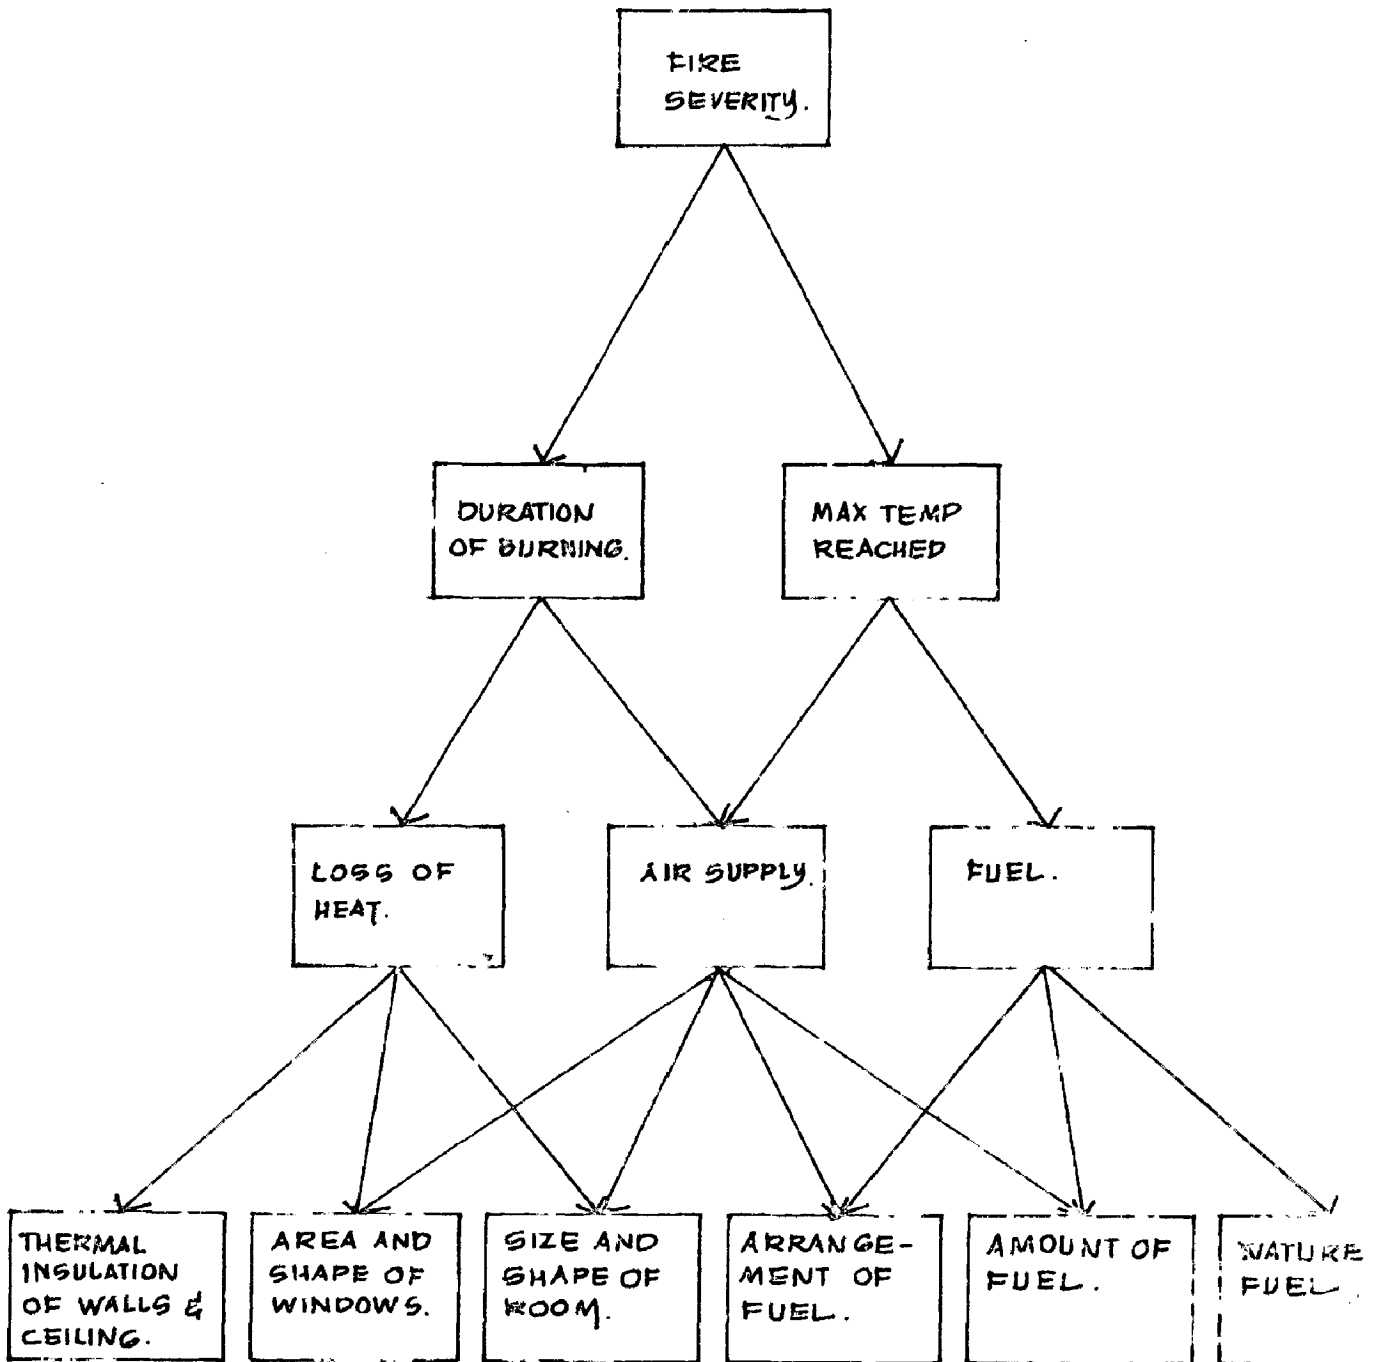 FIRE
SEVERITY.
DURATION
OF BURNING.
MAX TEMP
REACHED
LOSS OF
HEAT.
AIR SUPPLY.
FUEL.
THERMAL
INSULATION
OF WALLS &
CEILING.
AREA AND
SHAPE OF
WINDOWS.
SIZE AND
SHAPE OF
ROOM.
ARRANGE-
MENT OF
FUEL.
AMOUNT OF
FUEL.
NATURE
FUEL